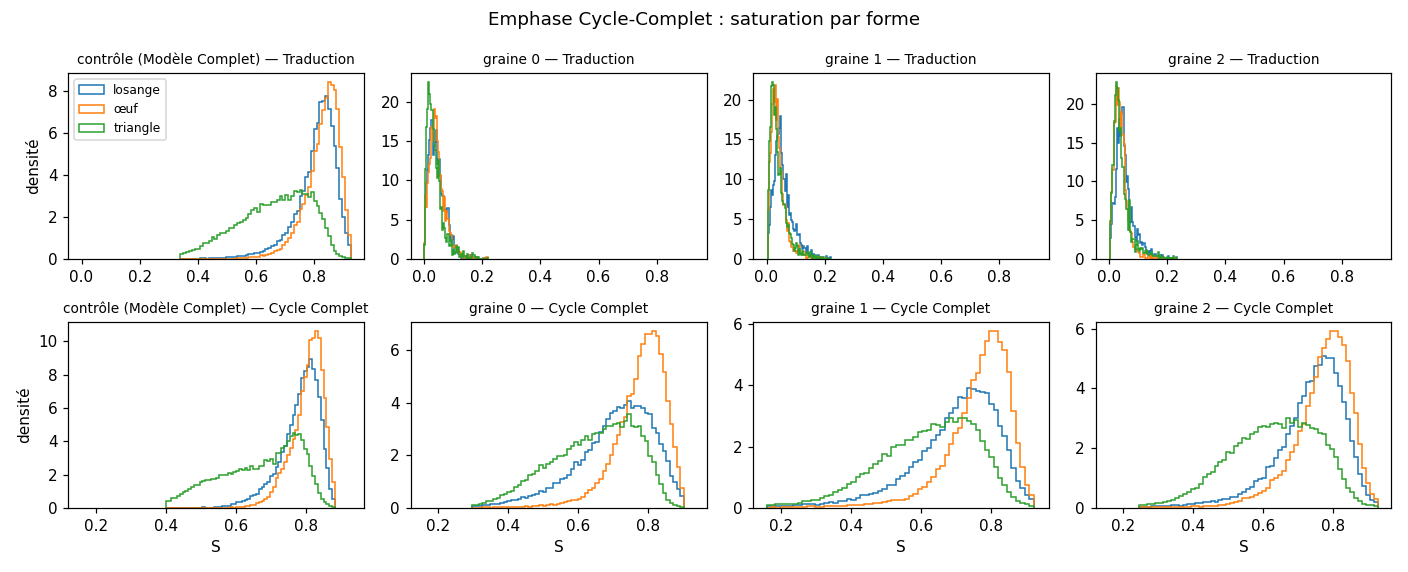 Emphase Cycle-Complet : saturation par forme
contrôle (Modèle Complet) — Traduction
graine 0 — Traduction
graine 1 — Traduction
graine 2 — Traduction
losange
œuf
triangle
densité
0 2 4 6 8
0.0 0.2 0.4 0.6 0.8
0 5 10 15 20
0.0 0.2 0.4 0.6 0.8
0 5 10 15 20
0.0 0.2 0.4 0.6 0.8
0 5 10 15 20
0.0 0.2 0.4 0.6 0.8
contrôle (Modèle Complet) — Cycle Complet
graine 0 — Cycle Complet
graine 1 — Cycle Complet
graine 2 — Cycle Complet
densité
0 2 4 6 8 10
0.2 0.4 0.6 0.8
0 2 4 6
0.2 0.4 0.6 0.8
0 2 4 6
0.2 0.4 0.6 0.8
0 2 4 6
0.2 0.4 0.6 0.8
S
S
S
S